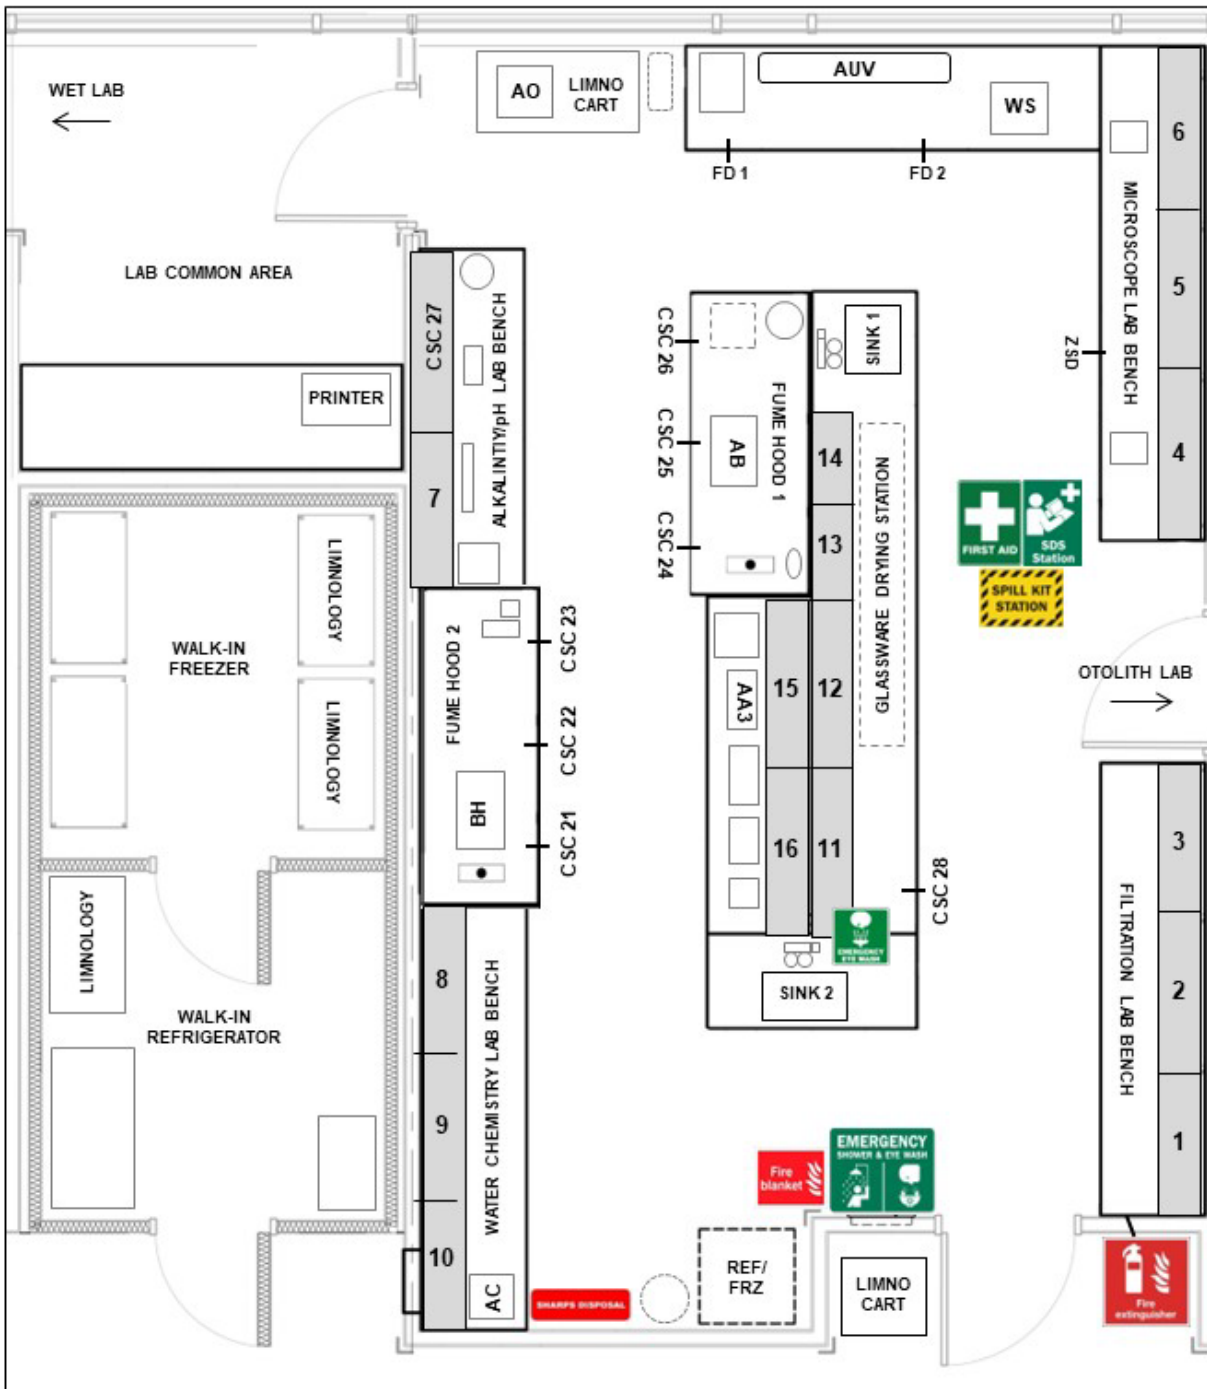 WET LAB
AO
LIMNO
CART
AUV
WS
FD 1
FD 2
6
5
4
MICROSCOPE LAB BENCH
ZSD
LAB COMMON AREA
PRINTER
CSC 27
7
ALKALINTIY/pH LAB BENCH
CSC 26
CSC 25
CSC 24
FUME HOOD 1
AB
SINK 1
14
13
12
11
15
16
GLASSWARE DRYING STATION
AA3
FIRST AID
SDS
Station
SPILL KIT
STATION
OTOLITH LAB
WALK-IN
FREEZER
LIMNOLOGY
LIMNOLOGY
FUME HOOD 2
BH
CSC 23
CSC 22
CSC 21
CSC 28
EMERGENCY
EYE WASH
SINK 2
LIMNOLOGY
WALK-IN
REFRIGERATOR
8
9
10
WATER CHEMISTRY LAB BENCH
AC
3
2
1
FILTRATION LAB BENCH
Fire
blanket
EMERGENCY
SHOWER & EYE WASH
SHARPS DISPOSAL
REF/
FRZ
LIMNO
CART
Fire
extinguisher